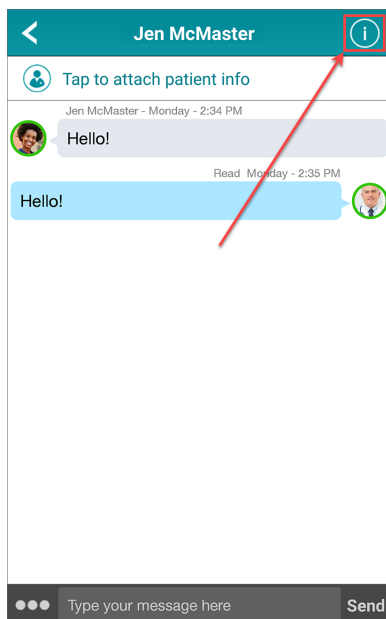 Jen McMaster
Tap to attach patient info
Jen McMaster - Monday - 2:34 PM
Hello!
Read Monday - 2:35 PM
Hello!
Type your message here
Send